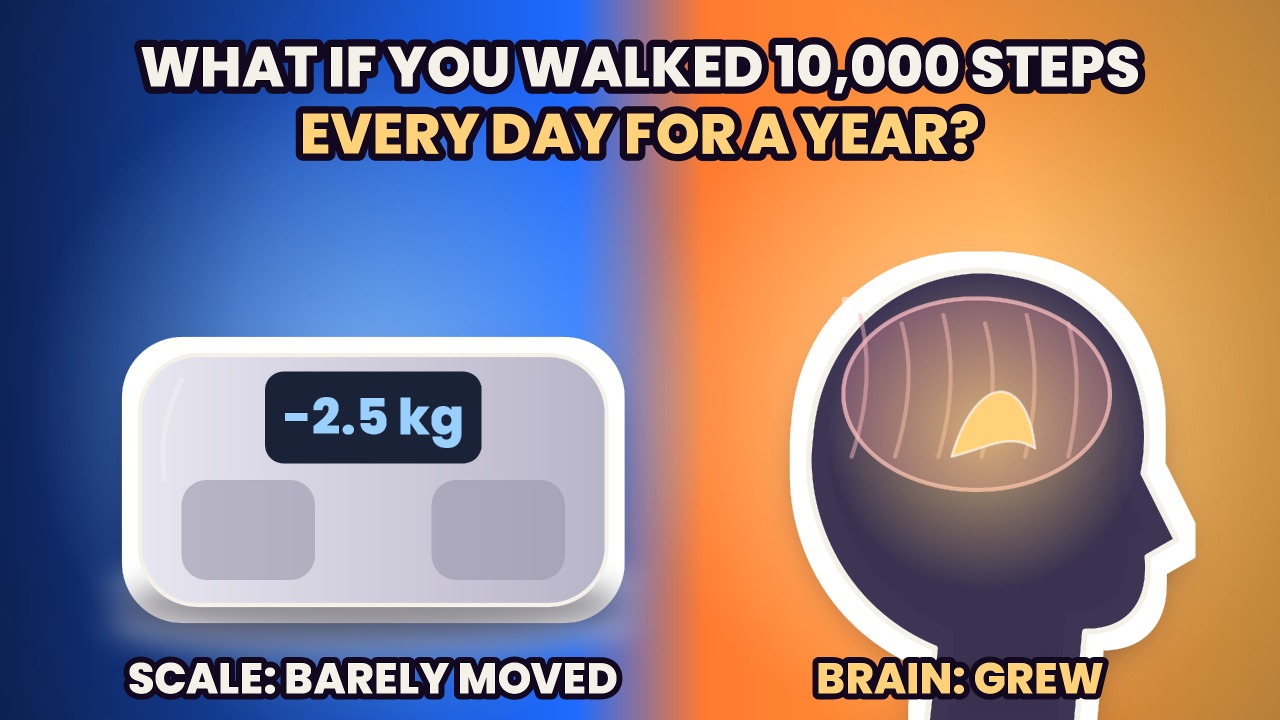 WHAT IF YOU WALKED 10,000 STEPS
EVERY DAY FOR A YEAR?
-2.5 kg
SCALE: BARELY MOVED
BRAIN: GREW